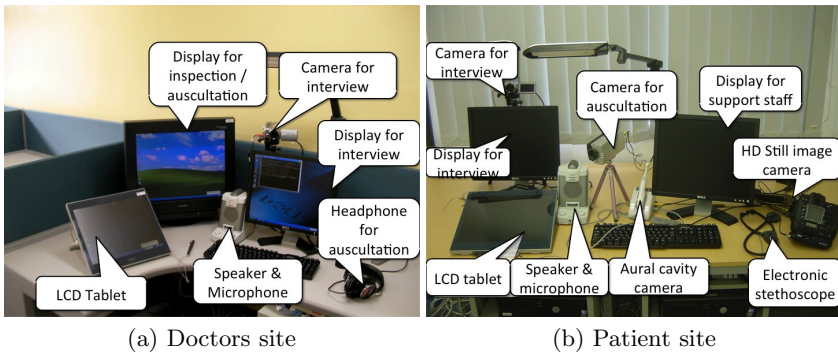 Display for
inspection /
auscultation
Camera for
interview
Display for
interview
Headphone
for
auscultation
Speaker &
Microphone
LCD Tablet
(a) Doctors site
Camera for
interview
Camera for
auscultation
Display for
support staff
Display for
interview
HD Still image
camera
LCD tablet
Speaker &
microphone
Aural cavity
camera
Electronic
stethoscope
(b) Patient site